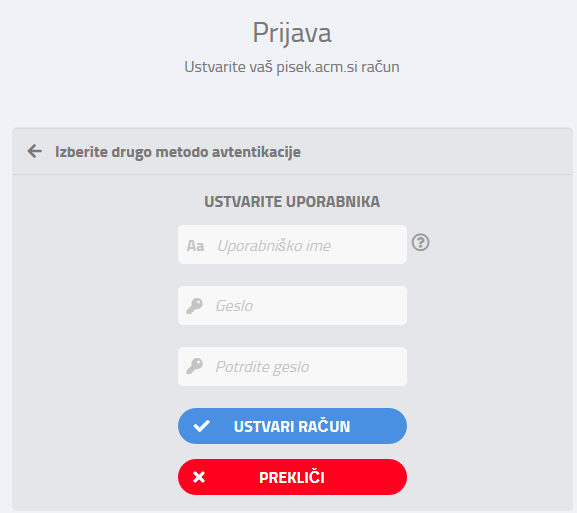 Prijava
Ustvarite vaš pisek.acm.si račun
Izberite drugo metodo avtentikacije
USTVARITE UPORABNIKA
Aa Uporabniško ime
Geslo
Potrdite geslo
USTVARI RAČUN
PREKLIČI